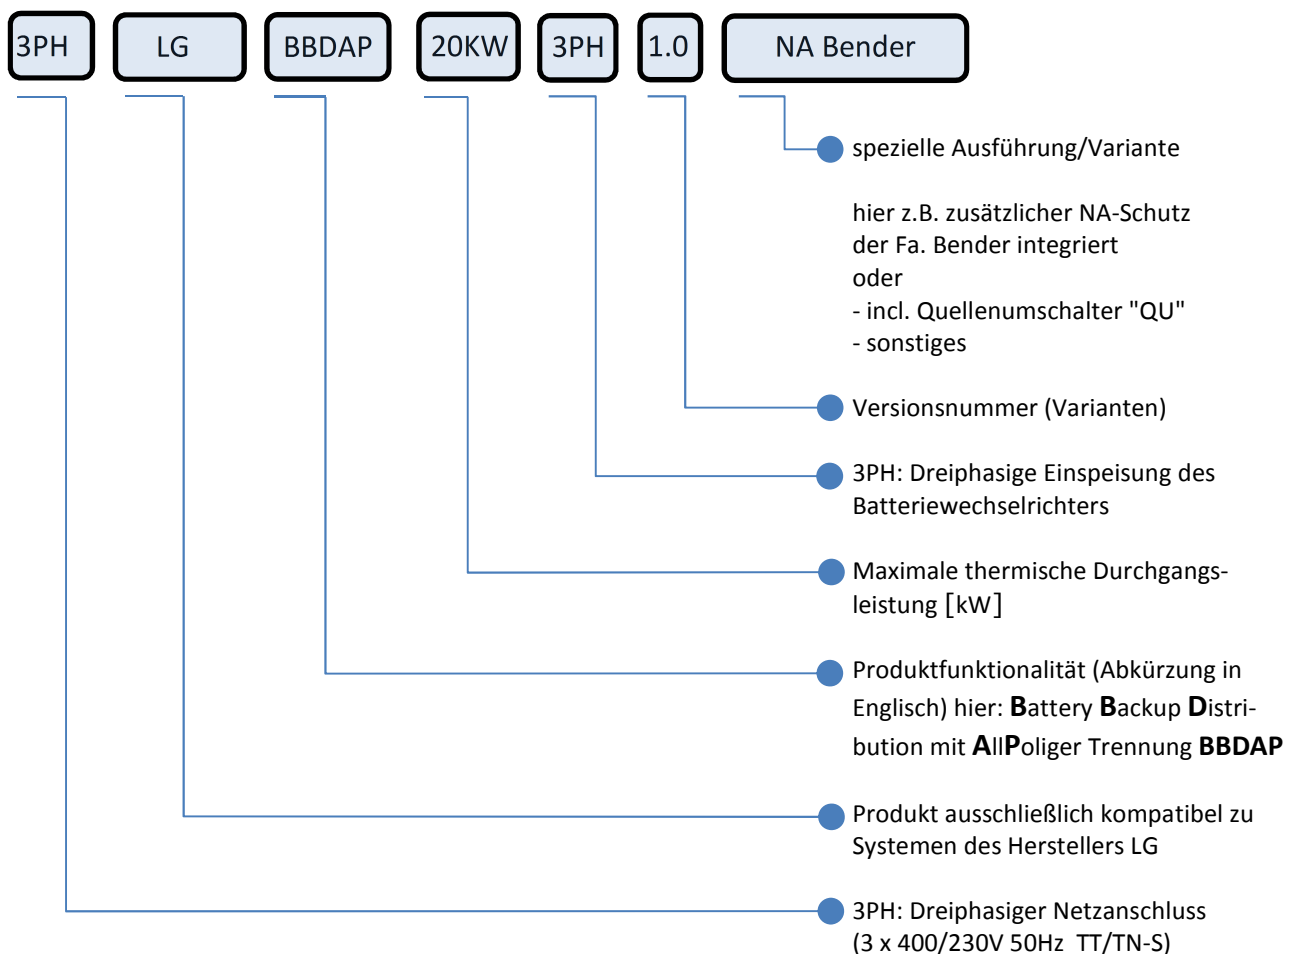 3PH LG BBDAP 20KW 3PH 1.0 NA Bender
spezielle Ausführung/Variante
hier z.B. zusätzlicher NA-Schutz
der Fa. Bender integriert
oder
- incl. Quellenumschalter "QU"
- sonstiges
Versionsnummer (Varianten)
3PH: Dreiphasige Einspeisung des
Batteriewechselrichters
Maximale thermische Durchgangs-
leistung [kW]
Produktfunktionalität (Abkürzung in
Englisch) hier: Battery Backup Distri-
bution mit AllPoliger Trennung BBDAP
Produkt ausschließlich kompatibel zu
Systemen des Herstellers LG
3PH: Dreiphasiger Netzanschluss
(3 x 400/230V 50Hz TT/TN-S)